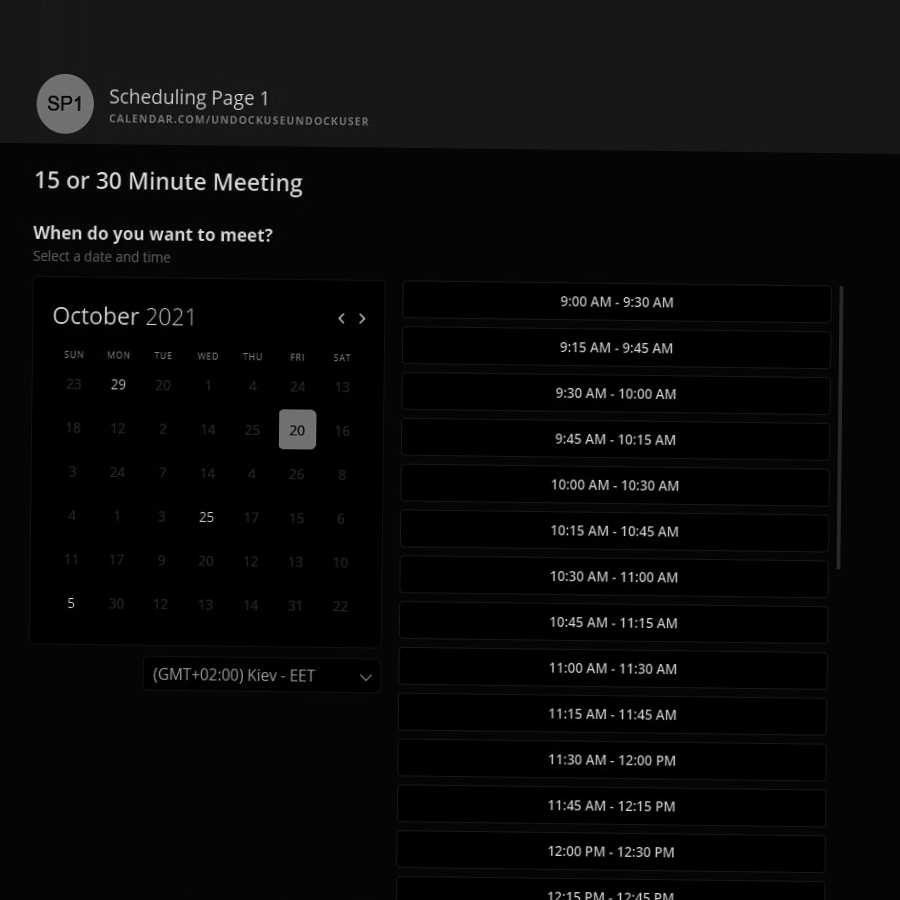 SP1
Scheduling Page 1
CALENDAR.COM/UNDOCKUSEUNDOCKUSER
15 or 30 Minute Meeting
When do you want to meet?
Select a date and time
October 2021
SUN MON TUE WED THU FRI SAT
23 29 20 1 4 24 13
18 12 2 14 25 20 16
3 24 7 14 4 26 8
4 1 3 25 17 15 6
11 17 9 20 12 13 10
5 30 12 13 14 31 22
(GMT+02:00) Kiev - EET
9:00 AM - 9:30 AM
9:15 AM - 9:45 AM
9:30 AM - 10:00 AM
9:45 AM - 10:15 AM
10:00 AM - 10:30 AM
10:15 AM - 10:45 AM
10:30 AM - 11:00 AM
10:45 AM - 11:15 AM
11:00 AM - 11:30 AM
11:15 AM - 11:45 AM
11:30 AM - 12:00 PM
11:45 AM - 12:15 PM
12:00 PM - 12:30 PM
12:15 PM - 12:45 PM